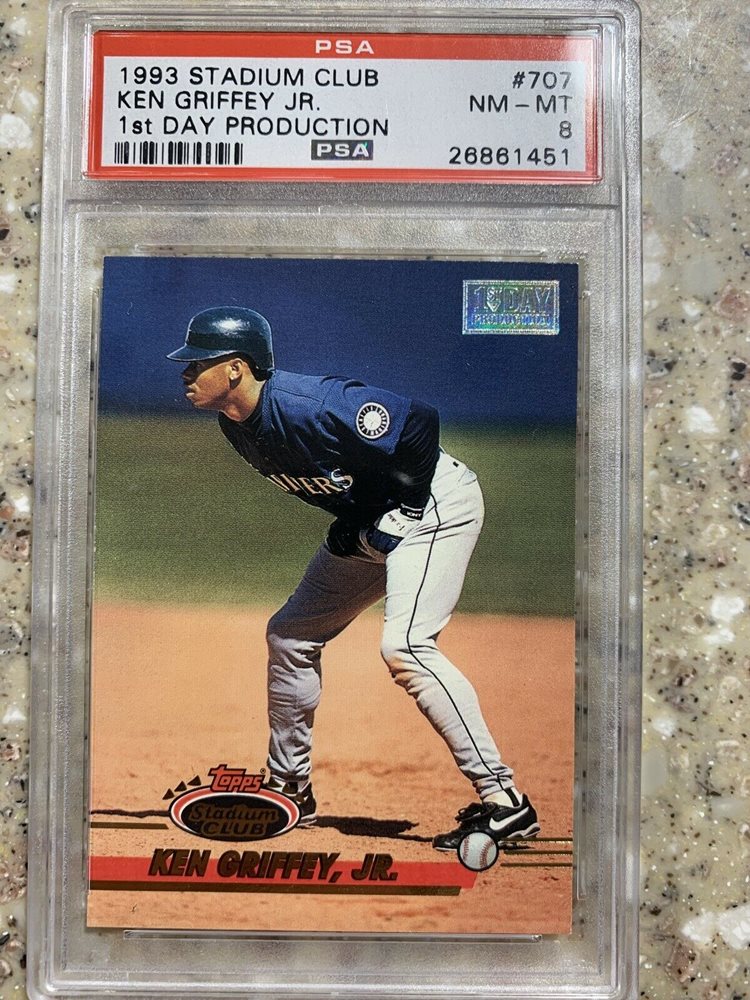 PSA
1993 STADIUM CLUB #707
KEN GRIFFEY JR. NM - MT
1st DAY PRODUCTION 8
PSA 26861451
1st DAY
PRODUCTION
Topps
Stadium
CLUB
KEN GRIFFEY, JR.